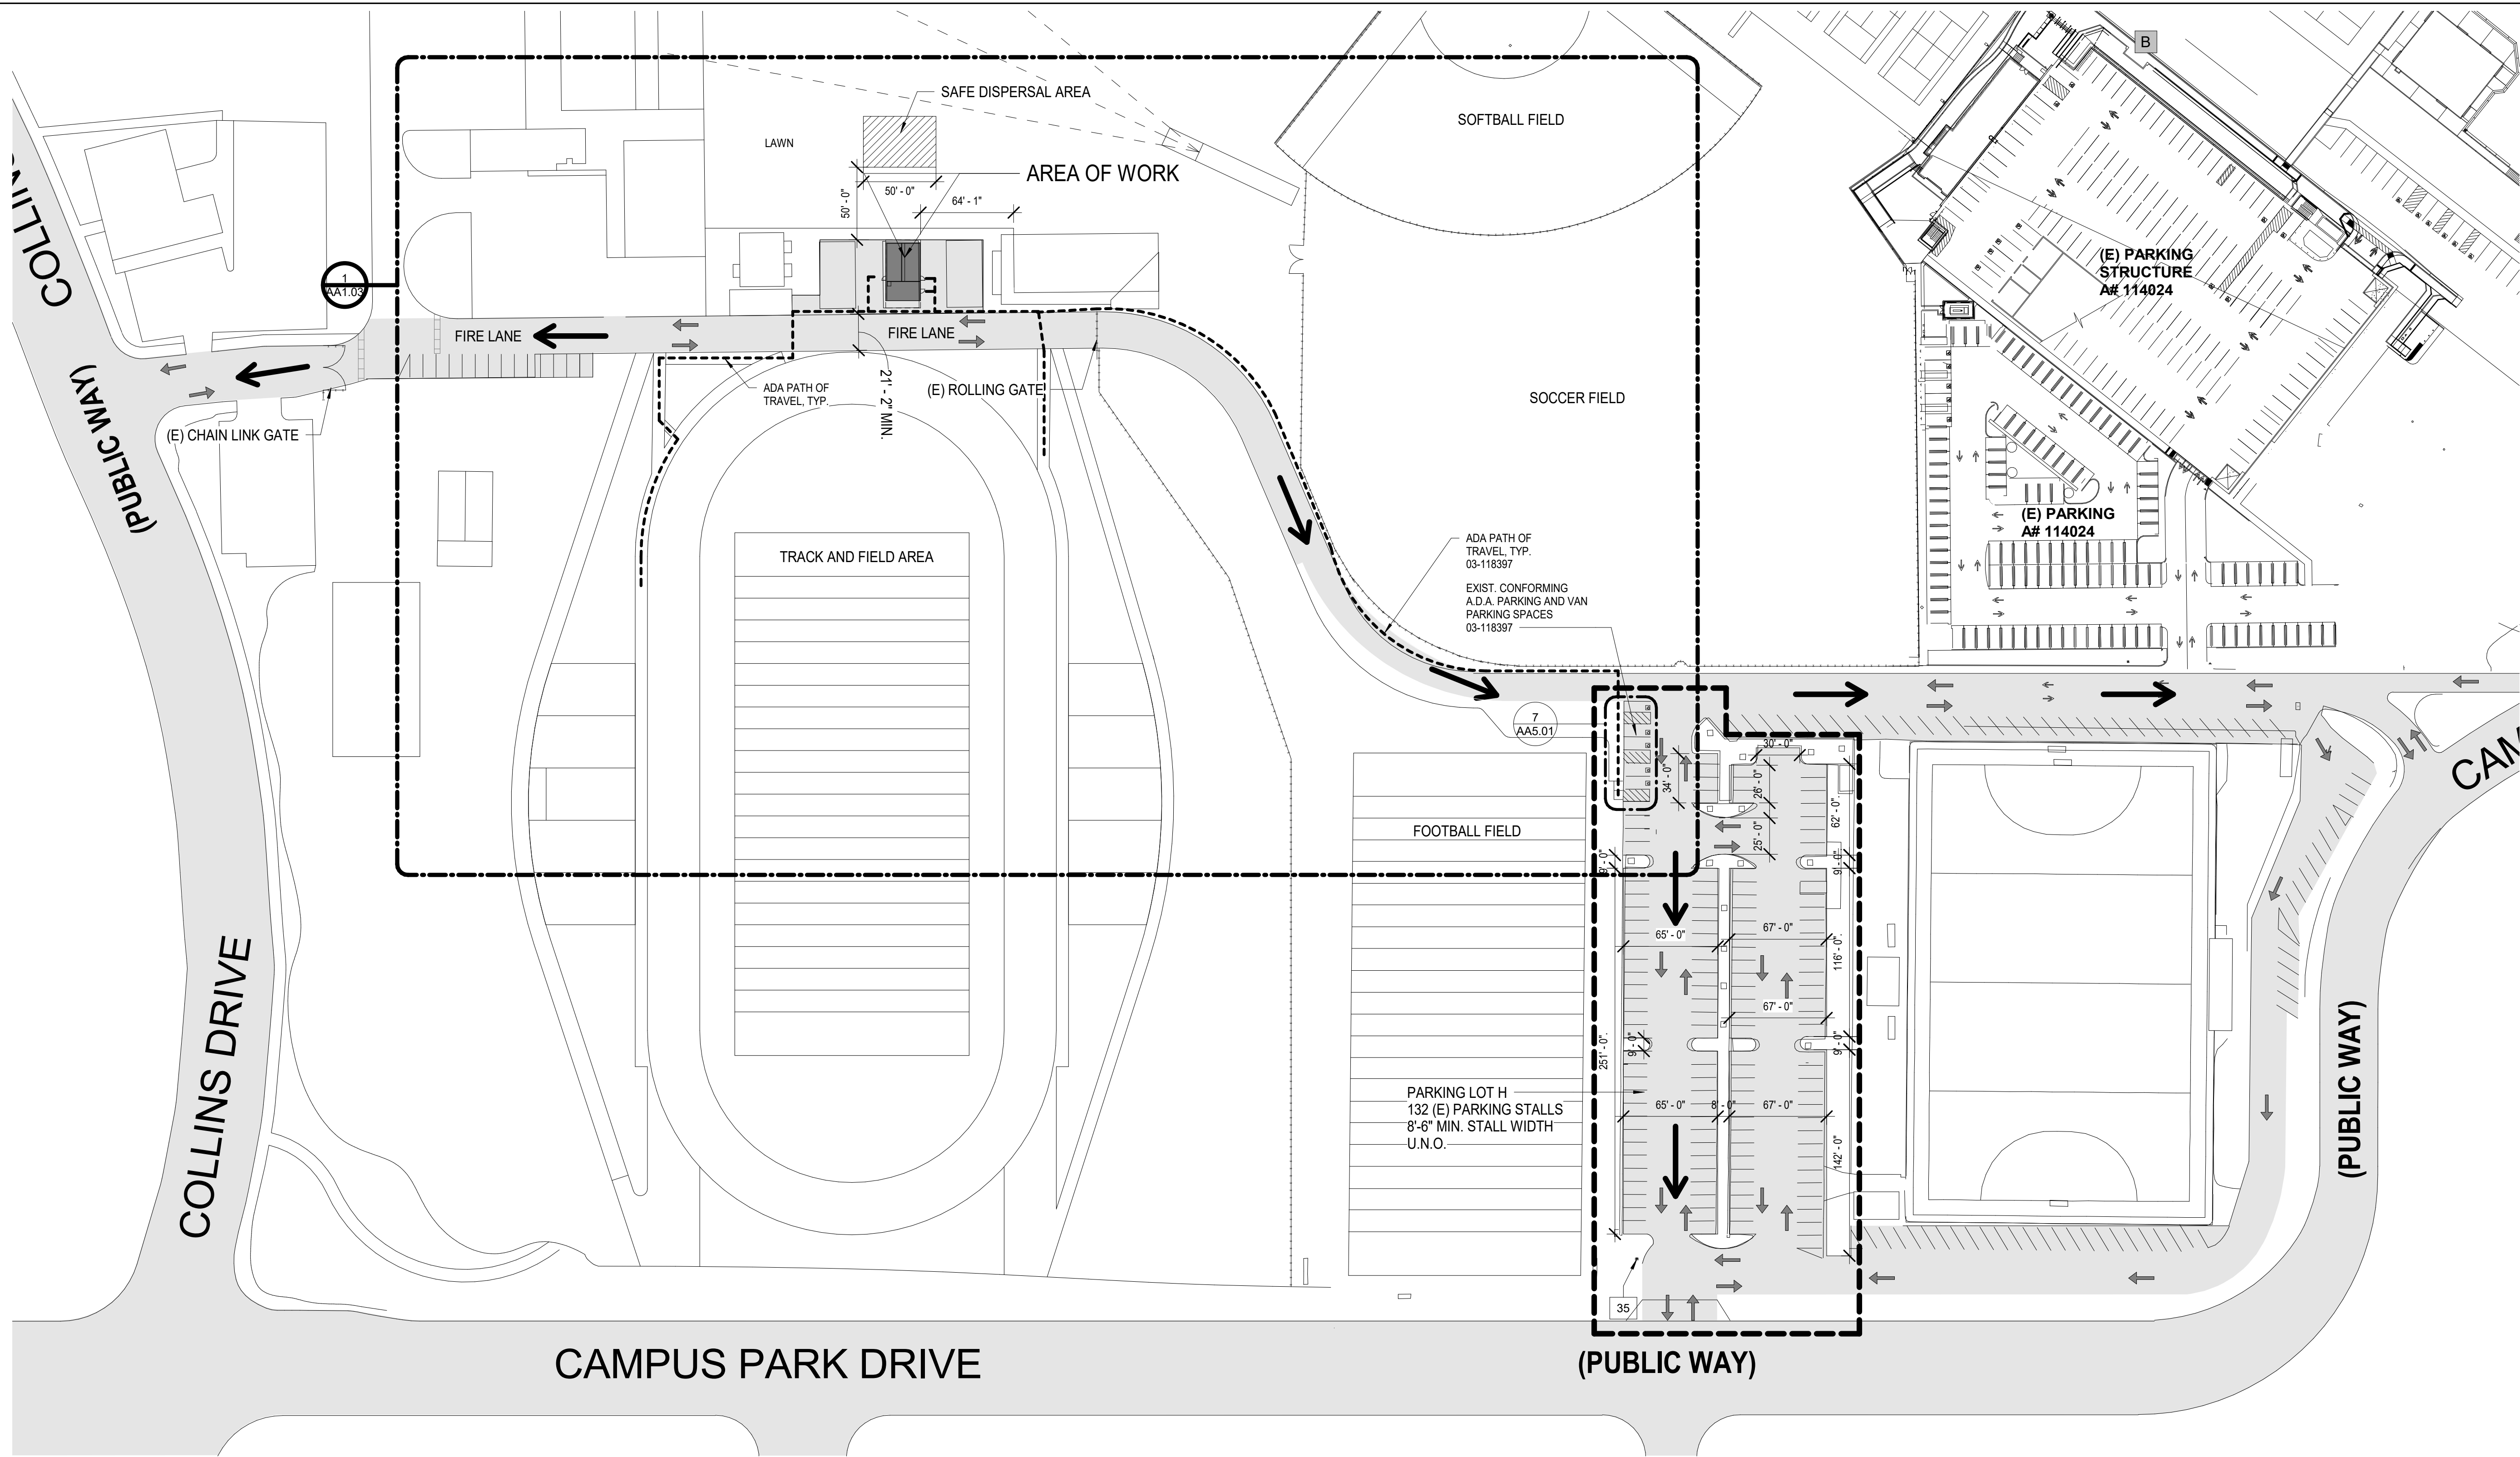 B
SAFE DISPERSAL AREA
SOFTBALL FIELD
LAWN
AREA OF WORK
50' - 0"
50' - 0"
64' - 1"
(E) PARKING
STRUCTURE
A# 114024
1
AA1.03
FIRE LANE
FIRE LANE
21' - 2" MIN.
ADA PATH OF
TRAVEL, TYP.
(E) ROLLING GATE
SOCCER FIELD
(PUBLIC WAY)
(E) CHAIN LINK GATE
(E) PARKING
A# 114024
TRACK AND FIELD AREA
ADA PATH OF
TRAVEL, TYP.
03-118397
EXIST. CONFORMING
A.D.A. PARKING AND VAN
PARKING SPACES
03-118397
7
AA5.01
30' - 0"
34' - 0"
26' - 0"
62' - 0"
25' - 0"
FOOTBALL FIELD
9' - 0"
9' - 0"
65' - 0"
67' - 0"
116' - 0"
67' - 0"
251' - 0"
9' - 0"
9' - 0"
PARKING LOT H
132 (E) PARKING STALLS
8'-6" MIN. STALL WIDTH
U.N.O.
65' - 0"
8' - 0"
67' - 0"
142' - 0"
COLLINS DRIVE
(PUBLIC WAY)
35
CAMPUS PARK DRIVE
(PUBLIC WAY)